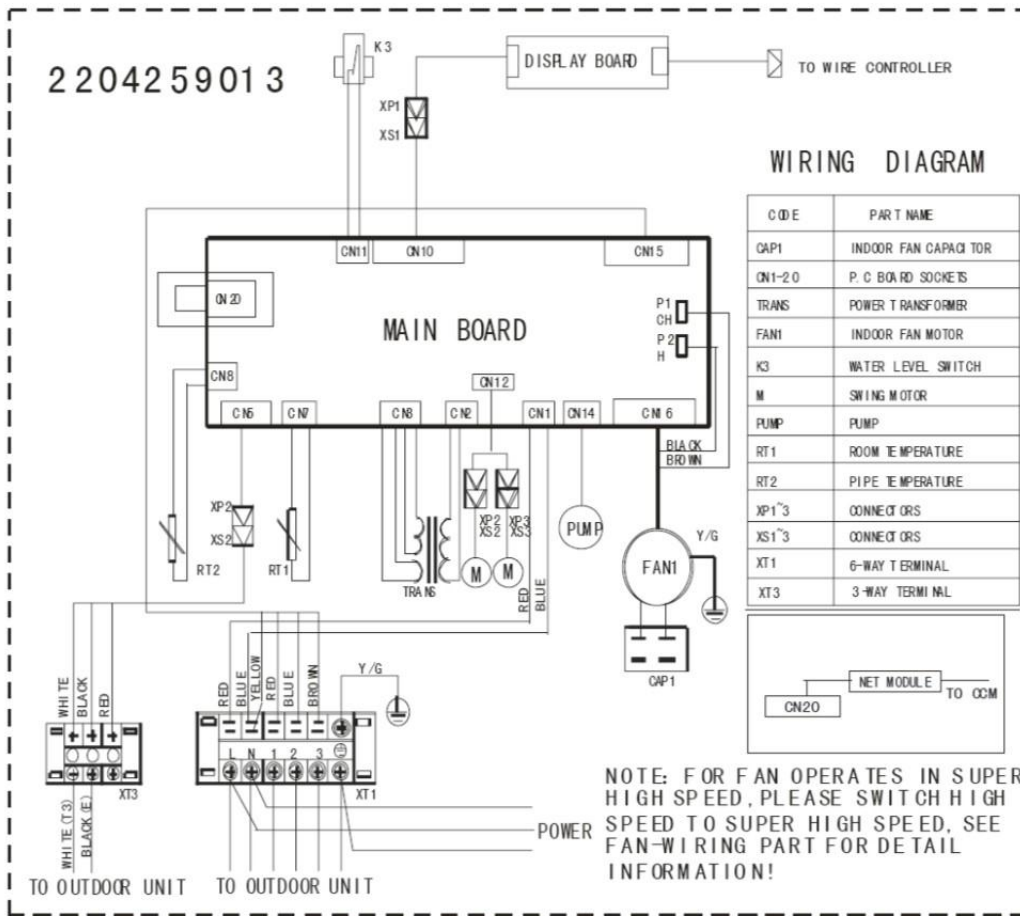 2204259013
K3
DISPLAY BOARD
TO WIRE CONTROLLER
XP1
XS1
WIRING DIAGRAM
CODE PART NAME
CAP1 INDOOR FAN CAPACITOR
CN1-20 P.C BOARD SOCKETS
TRANS POWER TRANSFORMER
FAN1 INDOOR FAN MOTOR
K3 WATER LEVEL SWITCH
M SWING MOTOR
PUMP PUMP
RT1 ROOM TEMPERATURE
RT2 PIPE TEMPERATURE
XP1~3 CONNECTORS
XS1~3 CONNECTORS
XT1 6-WAY TERMINAL
XT3 3-WAY TERMINAL
CN11
CN10
CN15
CN20
P1
CH
P2
H
MAIN BOARD
CN8
CN12
CN5
CN7
CN3
CN2
CN1
CN14
CN16
BLACK
BROWN
XP2
XS2
RT2
RT1
TRANS
XP2
XS2
XP3
XS3
M
M
RED
BLUE
PUMP
FAN1
Y/G
CAP1
WHITE
BLACK
RED
XT3
WHITE(T3)
BLACK(E)
TO OUTDOOR UNIT
RED
BLUE
YELLOW
RED
BLUE
BROWN
Y/G
L N 1 2 3
XT1
POWER
TO OUTDOOR UNIT
NET MODULE
CN20
TO CCM
NOTE: FOR FAN OPERATES IN SUPER
HIGH SPEED, PLEASE SWITCH HIGH
SPEED TO SUPER HIGH SPEED, SEE
FAN-WIRING PART FOR DETAIL
INFORMATION!